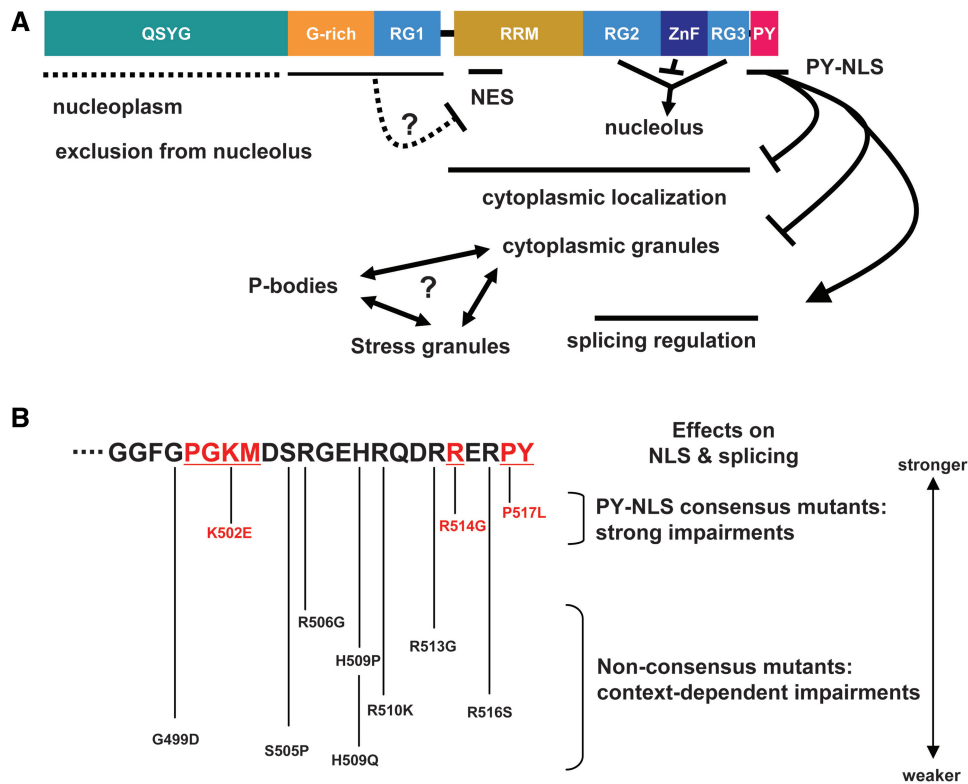 A
QSYG G-rich RG1 RRM RG2 ZnF RG3 PY
PY-NLS
NES
nucleoplasm
?
nucleolus
exclusion from nucleolus
cytoplasmic localization
cytoplasmic granules
P-bodies
?
Stress granules
splicing regulation
B
···· GGFGPGKMDSRGEHRQDRRERPY
Effects on
NLS & splicing
stronger
K502E
R514G
P517L
PY-NLS consensus mutants:
strong impairments
R506G
R513G
H509P
R510K
R516S
G499D
S505P
H509Q
Non-consensus mutants:
context-dependent impairments
weaker